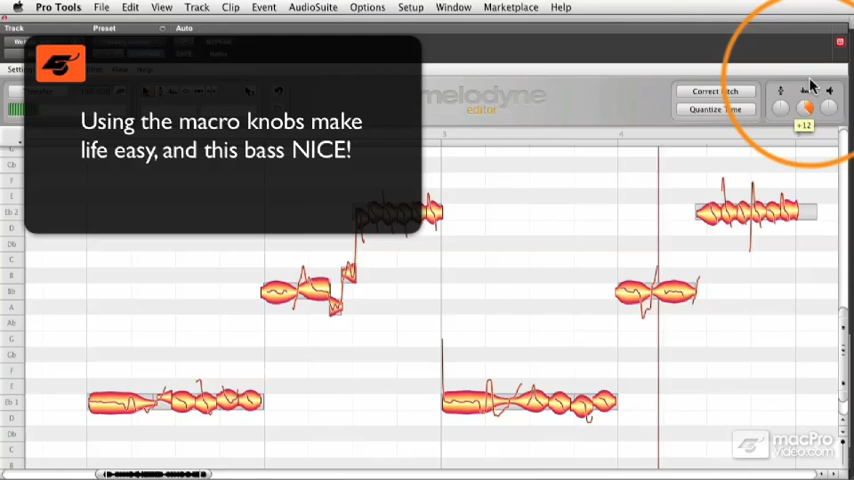 Pro Tools File Edit View Track Clip Event AudioSuite Options Setup Window Marketplace Help
Track Preset Auto
Using the macro knobs make
life easy, and this bass NICE!
melodyne
editor
Correct Pitch
Quantize Time
+12
3 4
Cb
F
E
Eb 2
D
Db
C
B
Bb
A
Ab
G
Gb
F
E
Eb 1
D
Db
C
B
macPro
Video.com